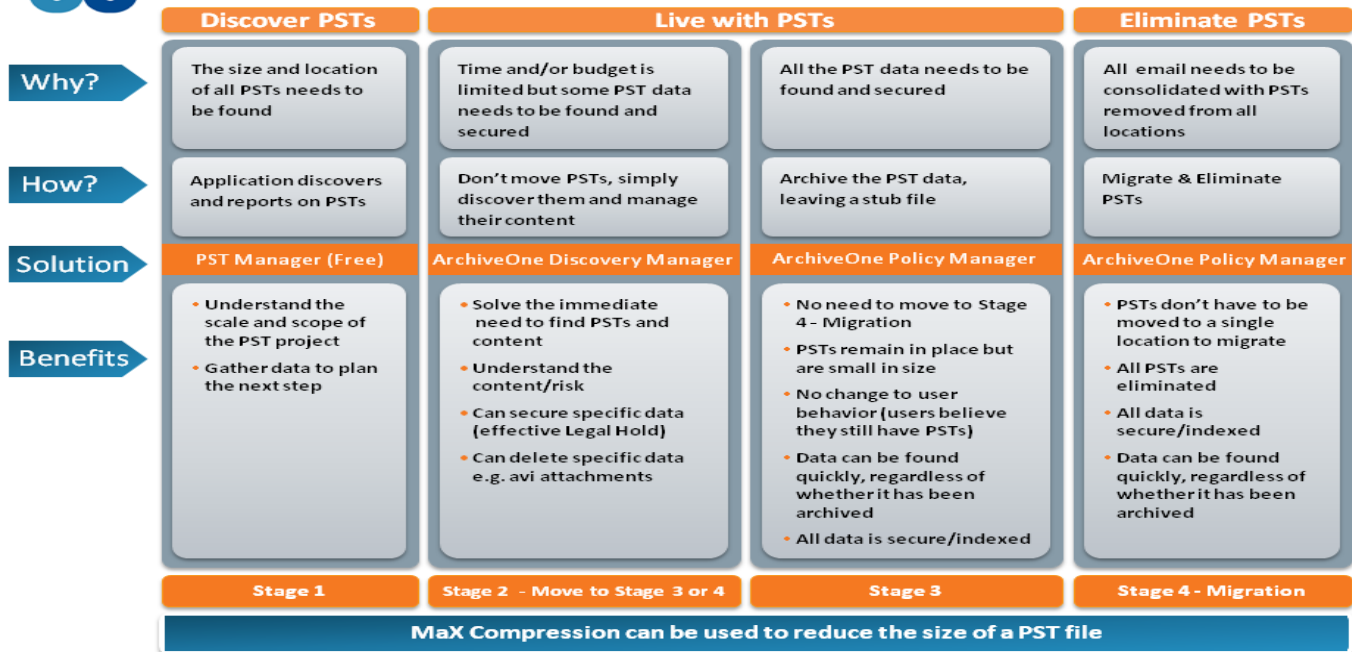 Discover PSTs
Live with PSTs
Eliminate PSTs
Why?
The size and location
of all PSTs needs to
be found
Time and/or budget is
limited but some PST data
needs to be found and
secured
All the PST data needs to be
found and secured
All email needs to be
consolidated with PSTs
removed from all
locations
How?
Application discovers
and reports on PSTs
Don't move PSTs, simply
discover them and manage
their content
Archive the PST data,
leaving a stub file
Migrate & Eliminate
PSTs
Solution
PST Manager (Free)
ArchiveOne Discovery Manager
ArchiveOne Policy Manager
ArchiveOne Policy Manager
Benefits
• Understand the
scale and scope of
the PST project
• Gather data to plan
the next step
• Solve the immediate
need to find PSTs and
content
• Understand the
content/risk
• Can secure specific data
(effective Legal Hold)
• Can delete specific data
e.g. avi attachments
• No need to move to Stage
4 - Migration
• PSTs remain in place but
are small in size
• No change to user
behavior (users believe
they still have PSTs)
• Data can be found
quickly, regardless of
whether it has been
archived
• All data is secure/indexed
• PSTs don't have to be
moved to a single
location to migrate
• All PSTs are
eliminated
• All data is
secure/indexed
• Data can be found
quickly, regardless of
whether it has been
archived
Stage 1
Stage 2 - Move to Stage 3 or 4
Stage 3
Stage 4 - Migration
MaX Compression can be used to reduce the size of a PST file